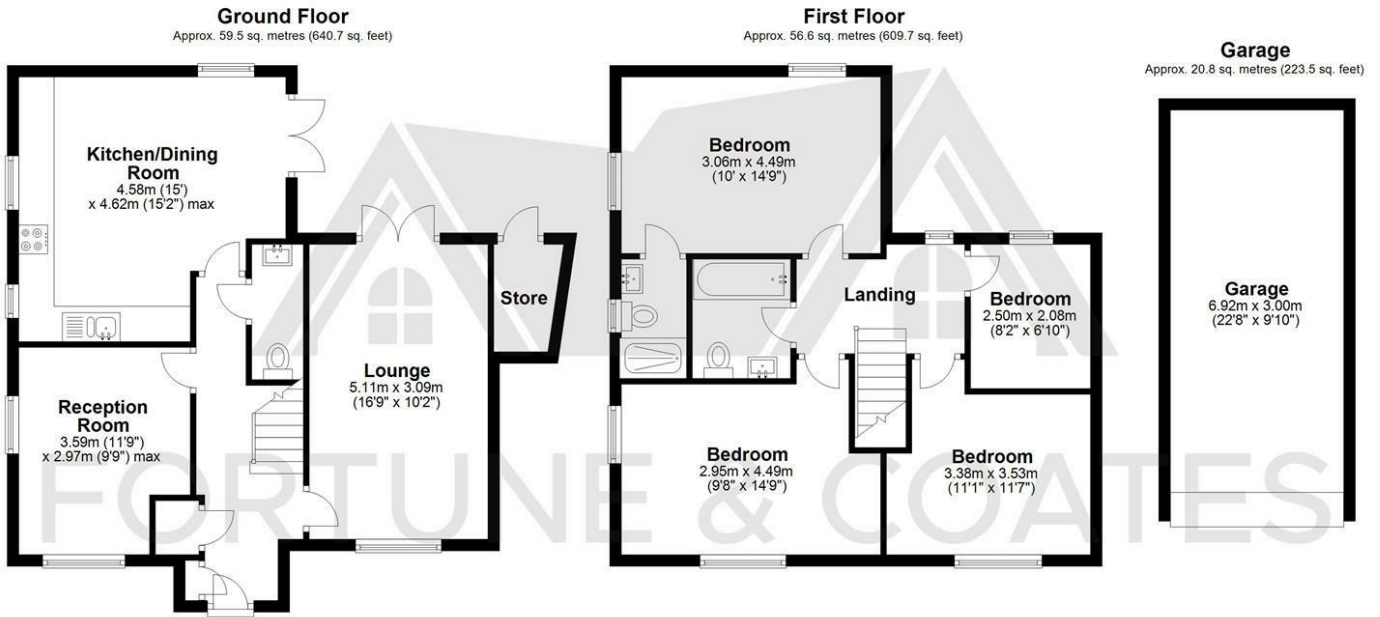 Ground Floor
Approx. 59.5 sq. metres (640.7 sq. feet)
Kitchen/Dining
Room
4.58m (15')
x 4.62m (15'2") max
Reception
Room
3.59m (11'9")
x 2.97m (9'9") max
Lounge
5.11m x 3.09m
(16'9" x 10'2")
Store
First Floor
Approx. 56.6 sq. metres (609.7 sq. feet)
Bedroom
3.06m x 4.49m
(10' x 14'9")
Landing
Bedroom
2.50m x 2.08m
(8'2" x 6'10")
Bedroom
2.95m x 4.49m
(9'8" x 14'9")
Bedroom
3.38m x 3.53m
(11'1" x 11'7")
Garage
Approx. 20.8 sq. metres (223.5 sq. feet)
Garage
6.92m x 3.00m
(22'8" x 9'10")
FORTUNE & COATES